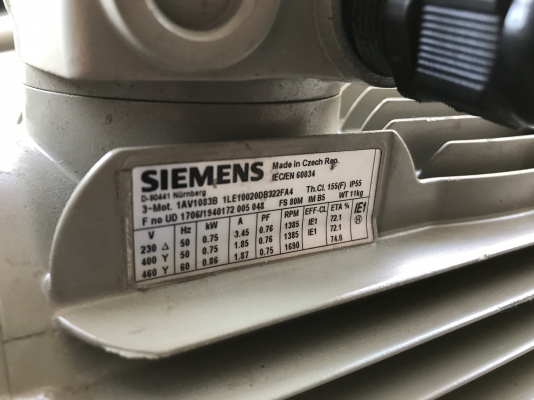 SIEMENS Made in Czech Rep.
D-90441 Nürnberg IEC/EN 60034
3-Mot. 1AV1083B 1LE10020DB322FA4 Th.Cl. 155(F) IP55
F no UD 1706/1940172 005 048 FS 80M IM B5 WT 11kg
V Hz kW A PF RPM EFF-CL ETA % IE1
230 Δ 50 0.75 3.45 0.76 1385 IE1 72.1
400 Y 50 0.75 1.85 0.76 1385 IE1 72.1
460 Y 60 0.86 1.87 0.75 1690 74.0